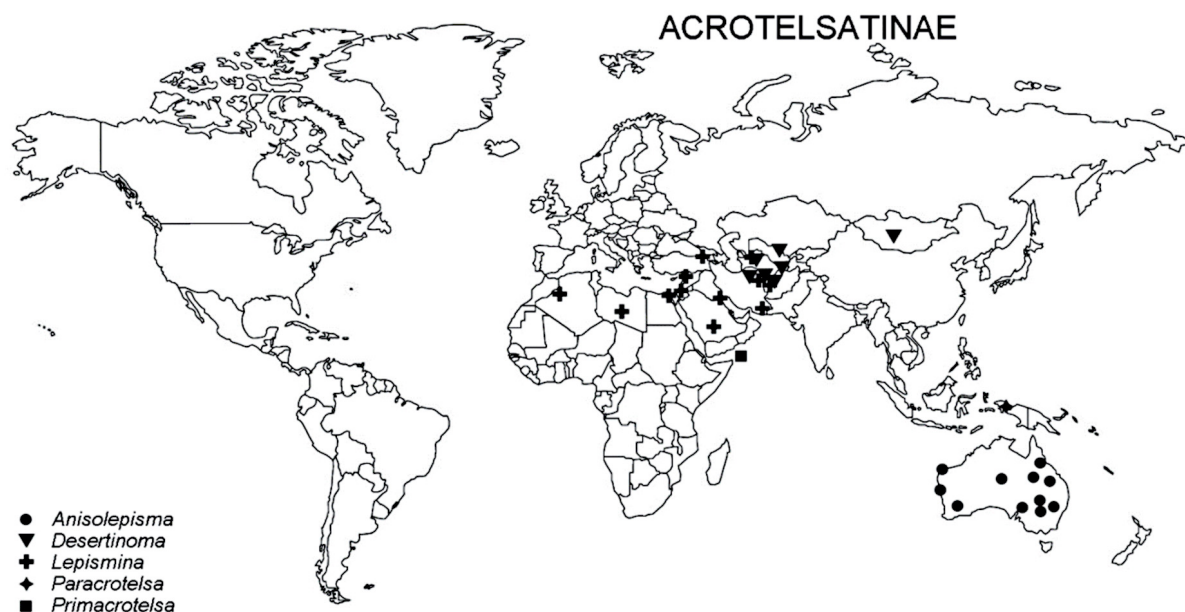 ACROTELSATINAE
Anisolepisma
Desertinoma
Lepismina
Paracrotelsa
Primacrotelsa